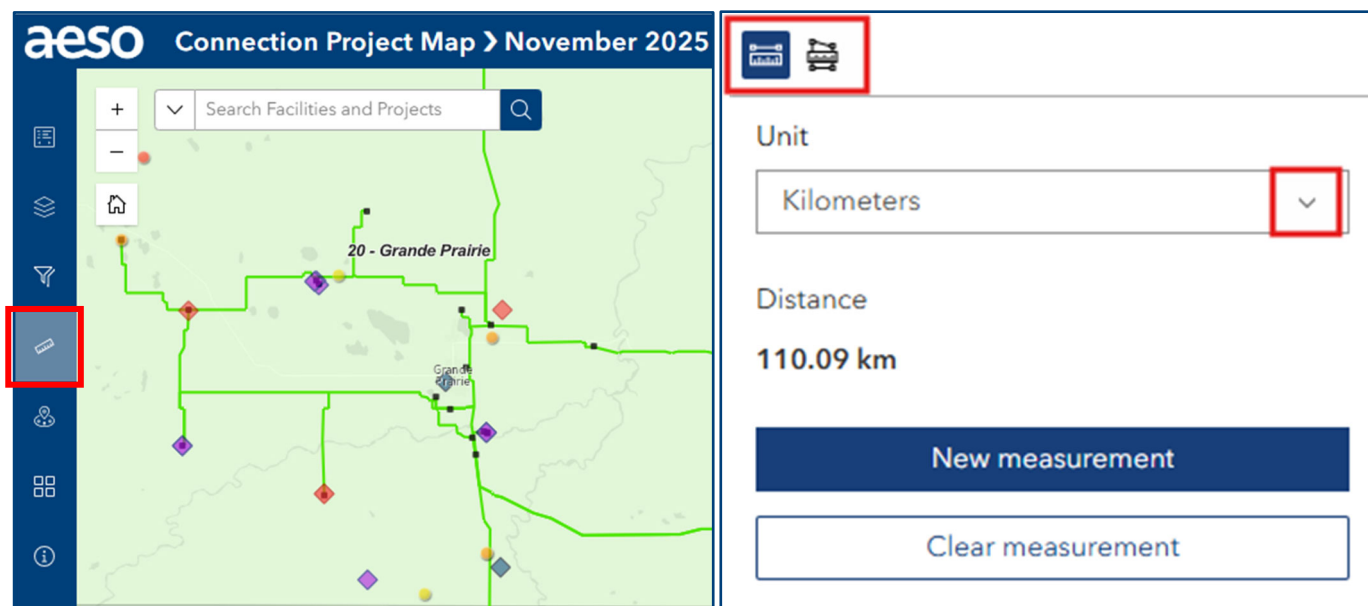 aeso Connection Project Map ❯ November 2025
+
Search Facilities and Projects
−
20 - Grande Prairie
Grande
Prairie
Unit
Kilometers
Distance
110.09 km
New measurement
Clear measurement